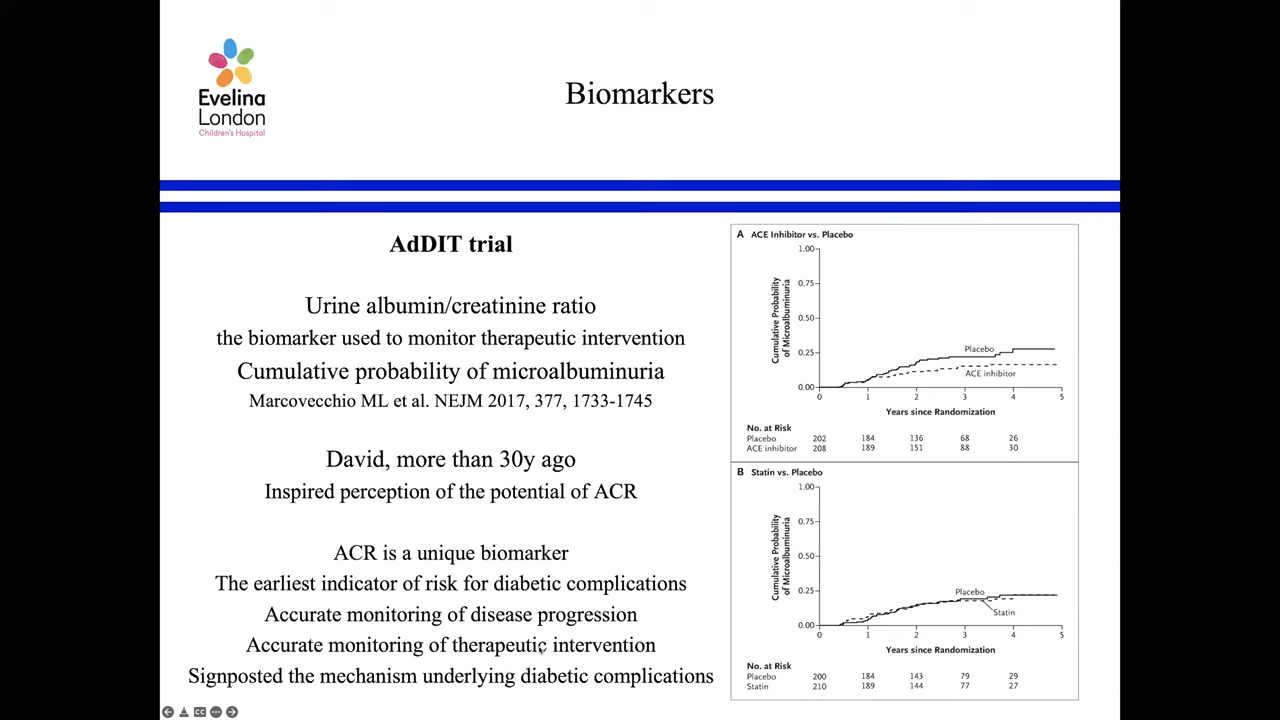 Evelina
London
Children's Hospital
Biomarkers
AdDIT trial
Urine albumin/creatinine ratio
the biomarker used to monitor therapeutic intervention
Cumulative probability of microalbuminuria
Marcovecchio ML et al. NEJM 2017, 377, 1733-1745
David, more than 30y ago
Inspired perception of the potential of ACR
ACR is a unique biomarker
The earliest indicator of risk for diabetic complications
Accurate monitoring of disease progression
Accurate monitoring of therapeutic intervention
Signposted the mechanism underlying diabetic complications
A ACE Inhibitor vs. Placebo
Cumulative Probability
of Microalbuminuria
1.00
0.75
0.50
0.25
0.00
Placebo
ACE inhibitor
0 1 2 3 4 5
Years since Randomization
No. at Risk
Placebo 202 184 136 68 26
ACE inhibitor 208 189 151 88 30
B Statin vs. Placebo
Cumulative Probability
of Microalbuminuria
1.00
0.75
0.50
0.25
0.00
Placebo
Statin
0 1 2 3 4 5
Years since Randomization
No. at Risk
Placebo 200 184 143 79 29
Statin 210 189 144 77 27
CC